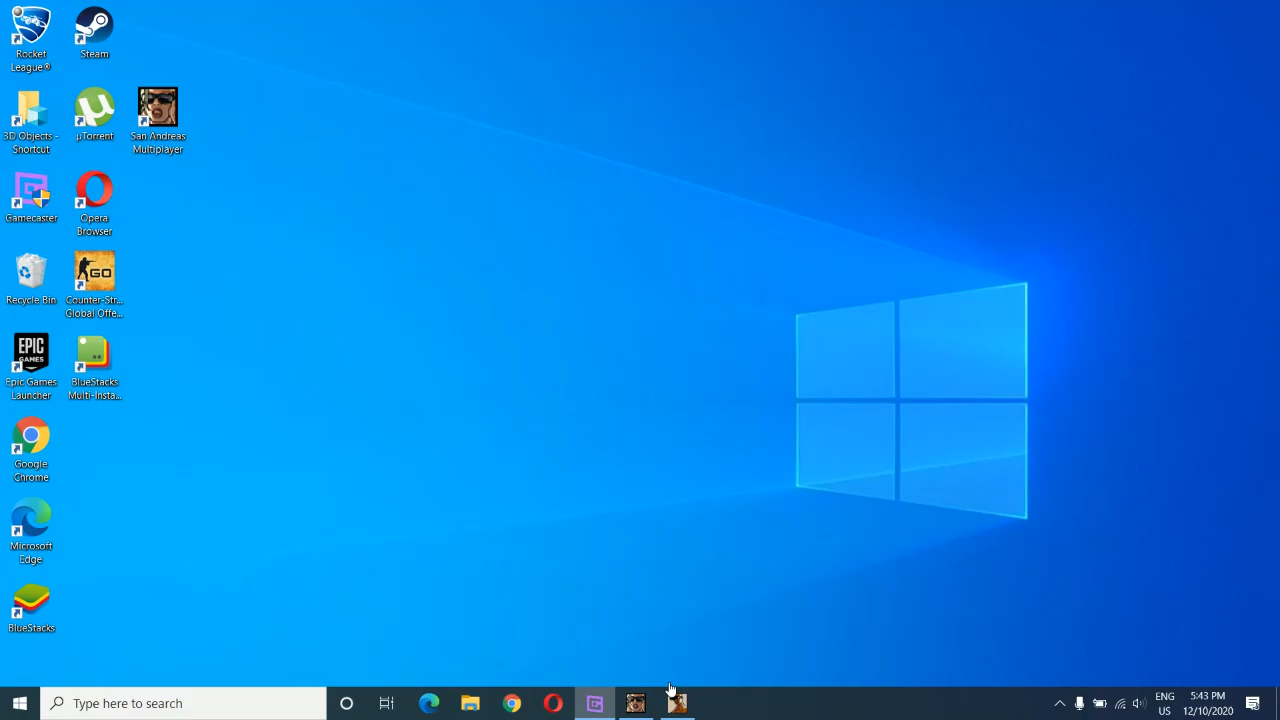 Rocket
League®
Steam
3D Objects -
Shortcut
µTorrent
San Andreas
Multiplayer
Gamecaster
Opera
Browser
GO
Recycle Bin
Counter-Str...
Global Offe...
EPIC
GAMES
Epic Games
Launcher
BlueStacks
Multi-Insta...
Google
Chrome
Microsoft
Edge
BlueStacks
Type here to search
ENG
US
5:43 PM
12/10/2020